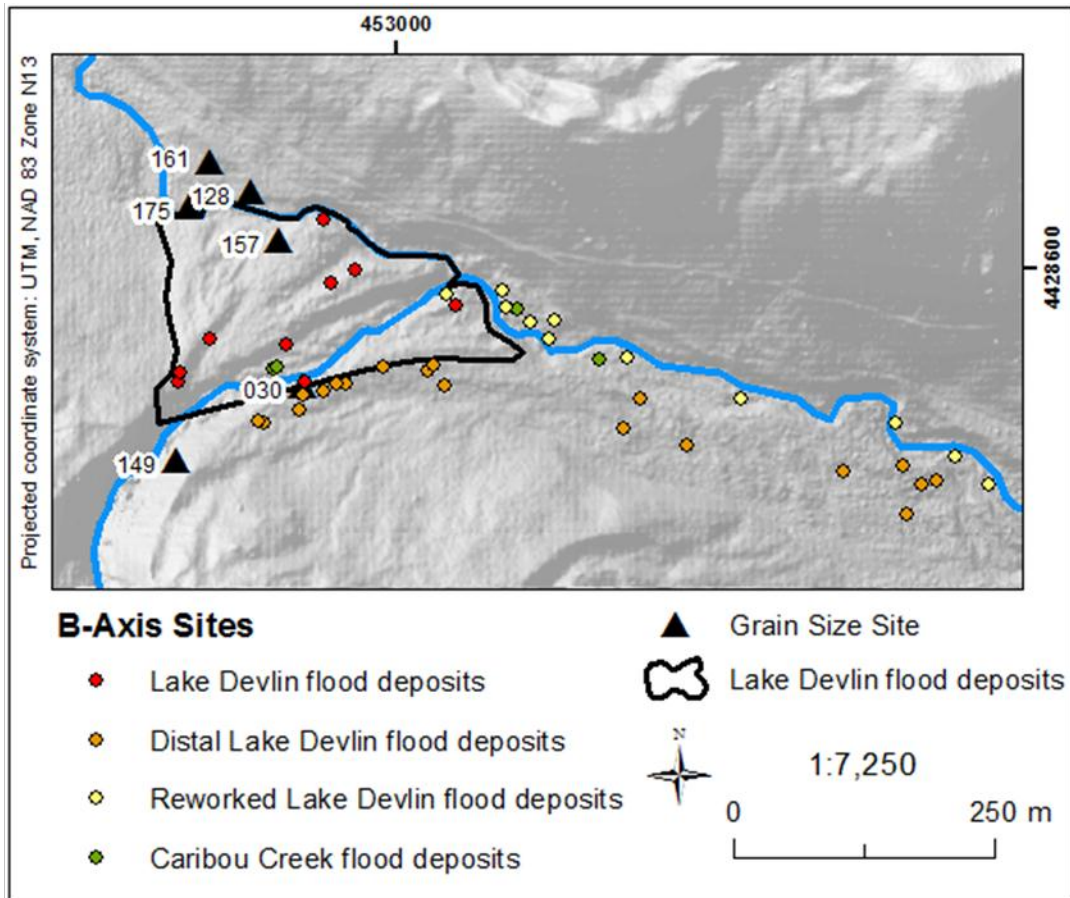 453000
Projected coordinate system: UTM, NAD 83 Zone N13
161
128
175
157
4428600
030
149
B-Axis Sites
Lake Devlin flood deposits
Distal Lake Devlin flood deposits
Reworked Lake Devlin flood deposits
Caribou Creek flood deposits
Grain Size Site
Lake Devlin flood deposits
N
1:7,250
0 250 m